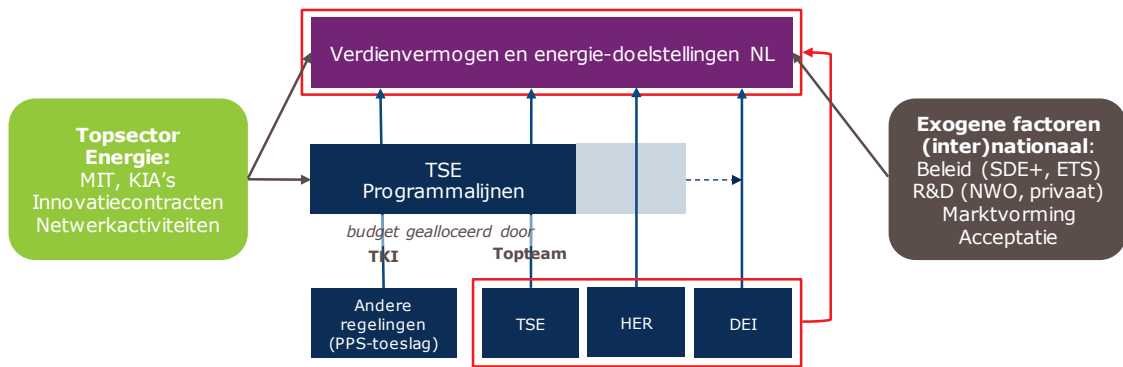 Verdienvermogen en energie-doelstellingen NL
Topsector
Energie:
MIT, KIA's
Innovatiecontracten
Netwerkactiviteiten
TSE
Programmalijnen
Exogene factoren
(inter)nationaal:
Beleid (SDE+, ETS)
R&D (NWO, privaat)
Marktvorming
Acceptatie
budget gealloceerd door
TKI
Topteam
Andere
regelingen
(PPS-toeslag)
TSE
HER
DEI